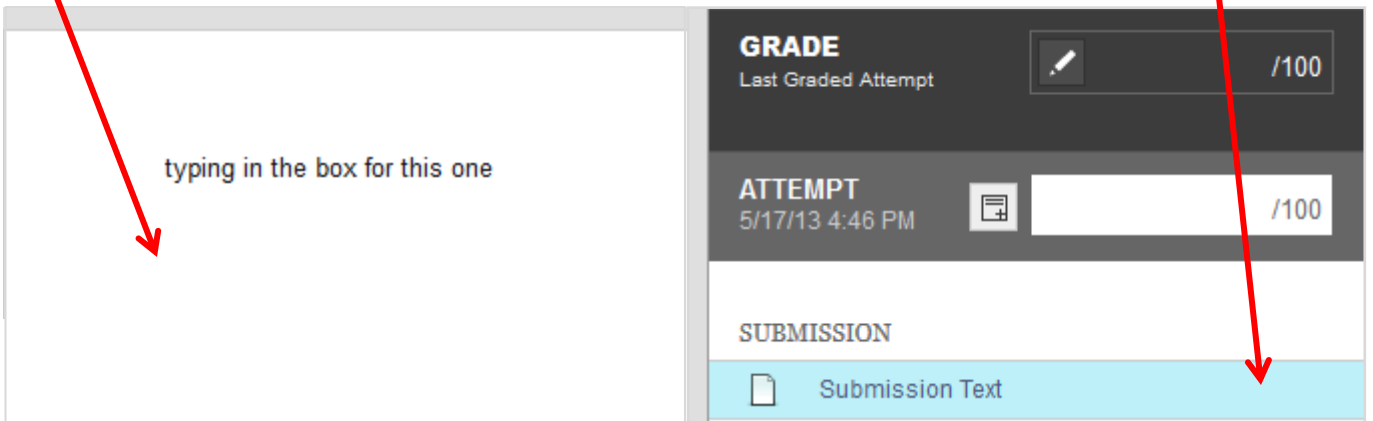 typing in the box for this one
GRADE
Last Graded Attempt
/100
ATTEMPT
5/17/13 4:46 PM
/100
SUBMISSION
Submission Text